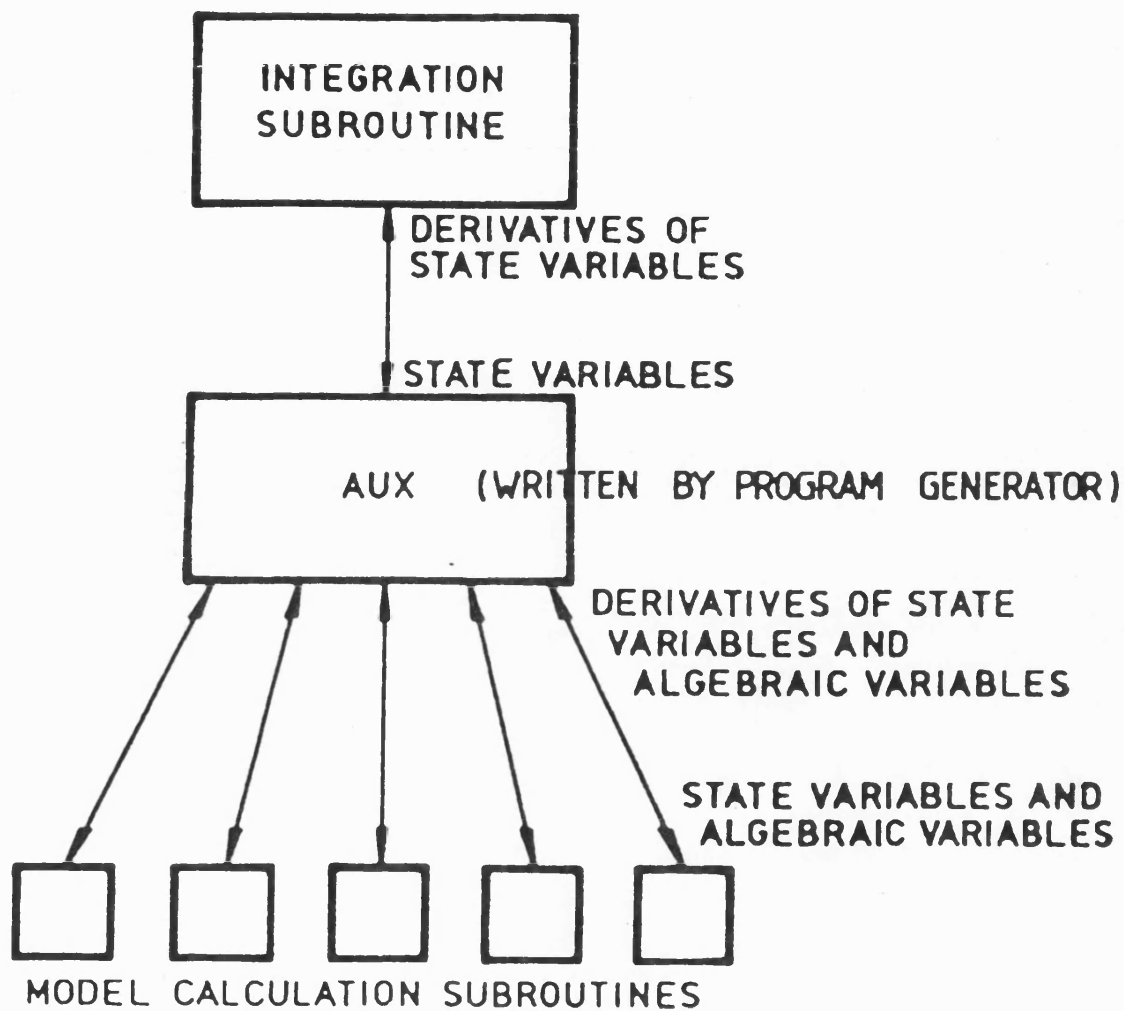 INTEGRATION
SUBROUTINE
DERIVATIVES OF
STATE VARIABLES
STATE VARIABLES
AUX (WRITTEN BY PROGRAM GENERATOR)
DERIVATIVES OF STATE
VARIABLES AND
ALGEBRAIC VARIABLES
STATE VARIABLES AND
ALGEBRAIC VARIABLES
MODEL CALCULATION SUBROUTINES